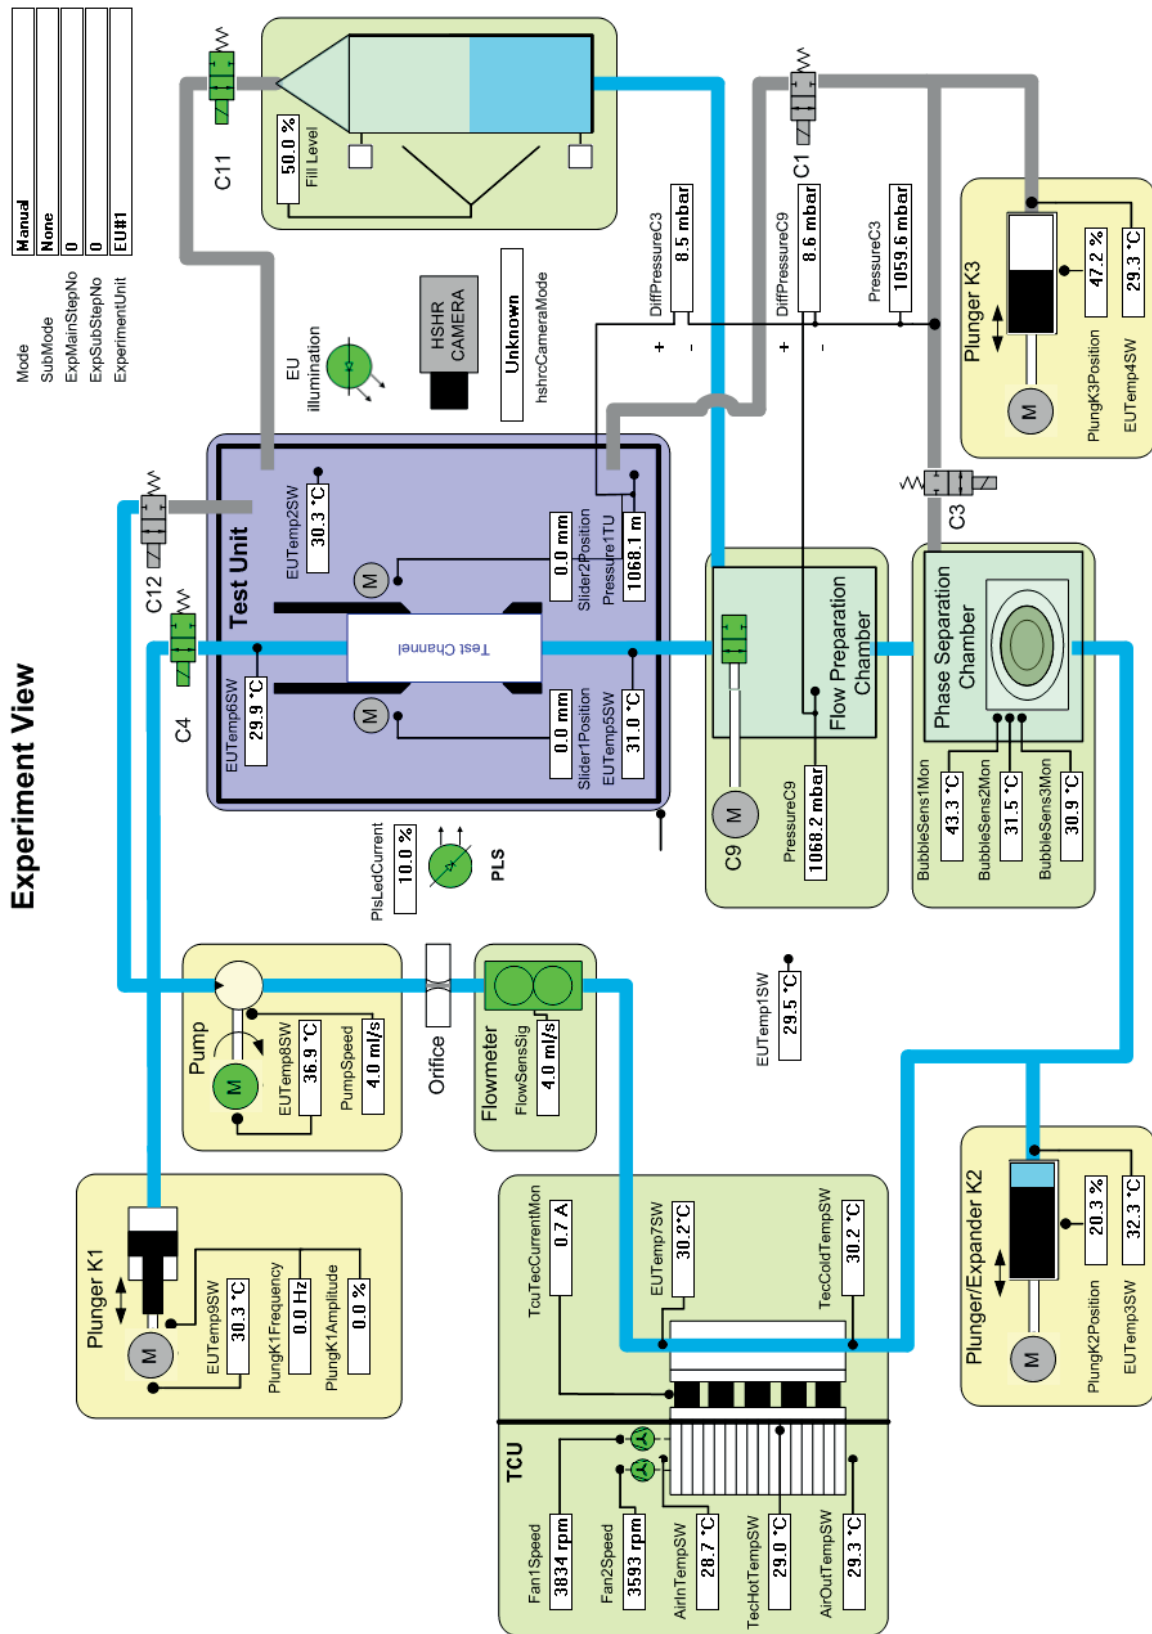 Experiment View
Mode Manual
SubMode None
ExpMainStepNo 0
ExpSubStepNo 0
ExperimentUnit EU#1
Plunger K1
M
EUTemp9SW
30.3 °C
PlungK1Frequency
0.0 Hz
PlungK1Amplitude
0.0 %
Pump
M
EUTemp8SW
36.9 °C
PumpSpeed
4.0 ml/s
Orifice
Flowmeter
FlowSensSig
4.0 ml/s
C4
C12
C11
50.0 %
Fill Level
EUTemp6SW
29.9 °C
Test Unit
EUTemp2SW
30.3 °C
M
M
Test Channel
0.0 mm
Slider1Position
EUTemp5SW
31.0 °C
0.0 mm
Slider2Position
Pressure1TU
1068.1 m
PlsLedCurrent
10.0 %
PLS
EU
illumination
HSHR
CAMERA
Unknown
hshrcCameraMode
TCU
Fan1Speed
3834 rpm
Fan2Speed
3593 rpm
AirInTempSW
28.7 °C
TecHotTempSW
29.0 °C
AirOutTempSW
29.3 °C
TcuTecCurrentMon
0.7 A
EUTemp7SW
30.2°C
TecColdTempSW
30.2 °C
EUTemp1SW
29.5 °C
C9
M
PressureC9
1068.2 mbar
Flow Preparation
Chamber
DiffPressureC3
+
-
8.5 mbar
DiffPressureC9
+
-
8.6 mbar
PressureC3
1059.6 mbar
C1
Phase Separation
Chamber
BubbleSens1Mon
43.3 °C
BubbleSens2Mon
31.5 °C
BubbleSens3Mon
30.9 °C
C3
Plunger/Expander K2
M
PlungK2Position
20.3 %
EUTemp3SW
32.3 °C
Plunger K3
M
PlungK3Position
47.2 %
EUTemp4SW
29.3 °C